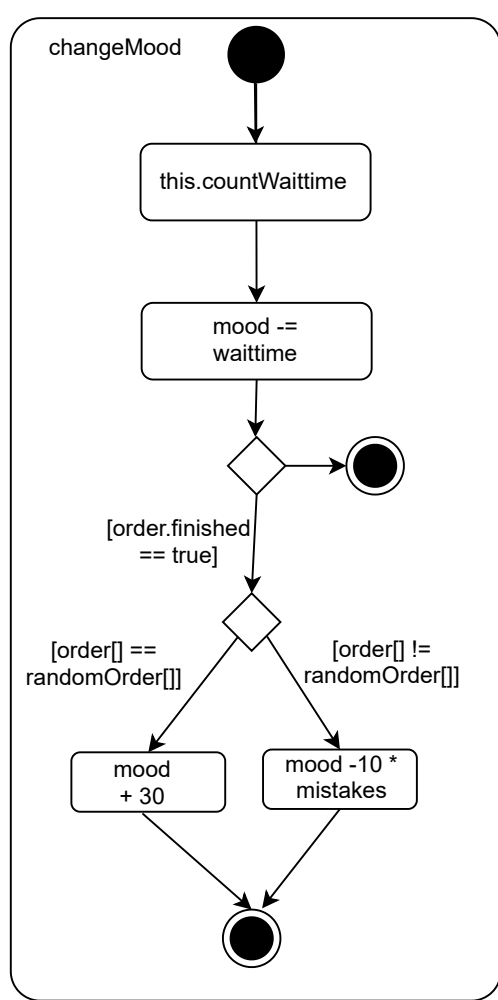 changeMood
this.countWaittime
mood -=
waittime
[order.finished
== true]
[order[] ==
randomOrder[]]
[order[] !=
randomOrder[]]
mood
+ 30
mood -10 *
mistakes